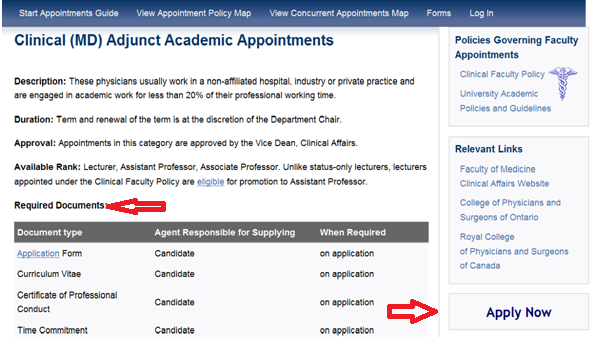 Start Appointments Guide View Appointment Policy Map View Concurrent Appointments Map Forms Log In
Clinical (MD) Adjunct Academic Appointments
Description: These physicians usually work in a non-affiliated hospital, industry or private practice and
are engaged in academic work for less than 20% of their professional working time.
Duration: Term and renewal of the term is at the discretion of the Department Chair.
Approval: Appointments in this category are approved by the Vice Dean, Clinical Affairs.
Available Rank: Lecturer, Assistant Professor, Associate Professor. Unlike status-only lecturers, lecturers
appointed under the Clinical Faculty Policy are eligible for promotion to Assistant Professor.
Required Documents:
Document type Agent Responsible for Supplying When Required
Application Form Candidate on application
Curriculum Vitae Candidate on application
Certificate of Professional
Conduct Candidate on application
Time Commitment Candidate on application
Policies Governing Faculty
Appointments
Clinical Faculty Policy
University Academic
Policies and Guidelines
Relevant Links
Faculty of Medicine
Clinical Affairs Website
College of Physicians and
Surgeons of Ontario
Royal College
of Physicians and Surgeons
of Canada
Apply Now